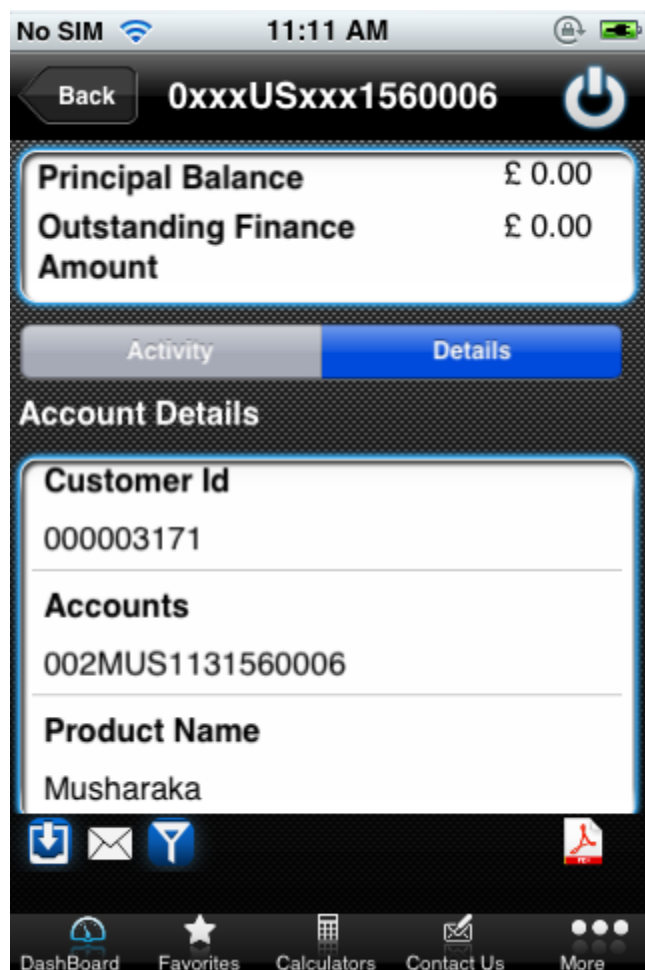 No SIM 11:11 AM
Back 0xxxUSxxx1560006
Principal Balance £ 0.00
Outstanding Finance £ 0.00
Amount
Activity Details
Account Details
Customer Id
000003171
Accounts
002MUS1131560006
Product Name
Musharaka
PDF
DashBoard Favorites Calculators Contact Us More